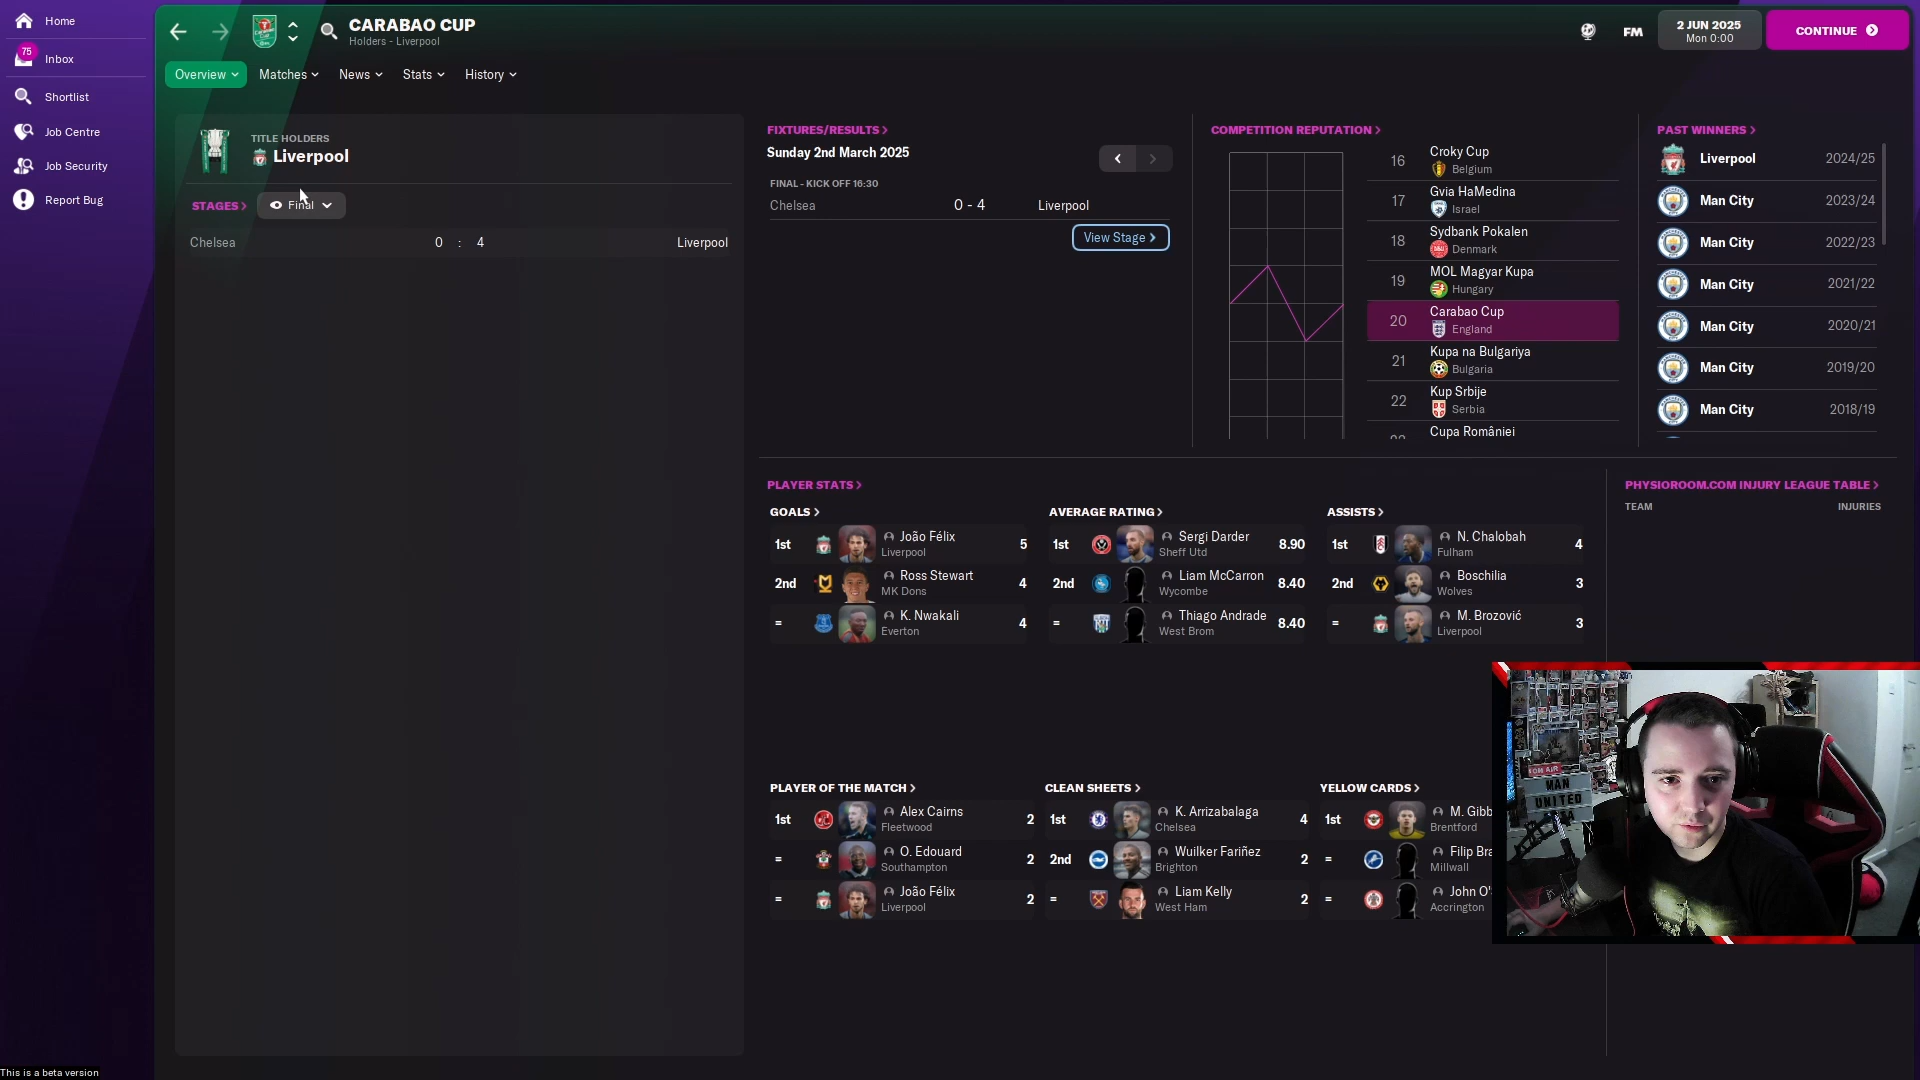 Home
75
Inbox
Shortlist
Job Centre
Job Security
Report Bug
CARABAO CUP
Holders - Liverpool
FM
2 JUN 2025
Mon 0:00
CONTINUE
Overview
Matches
News
Stats
History
TITLE HOLDERS
Liverpool
STAGES
Final
Chelsea 0 : 4 Liverpool
FIXTURES/RESULTS
Sunday 2nd March 2025
FINAL - KICK OFF 16:30
Chelsea 0 - 4 Liverpool
View Stage
COMPETITION REPUTATION
16 Croky Cup
Belgium
17 Gvia HaMedina
Israel
18 Sydbank Pokalen
Denmark
19 MOL Magyar Kupa
Hungary
20 Carabao Cup
England
21 Kupa na Bulgariya
Bulgaria
22 Kup Srbije
Serbia
Cupa României
PAST WINNERS
Liverpool 2024/25
Man City 2023/24
Man City 2022/23
Man City 2021/22
Man City 2020/21
Man City 2019/20
Man City 2018/19
PLAYER STATS
GOALS
1st João Félix 5
Liverpool
2nd Ross Stewart 4
MK Dons
= K. Nwakali 4
Everton
AVERAGE RATING
1st Sergi Darder 8.90
Sheff Utd
2nd Liam McCarron 8.40
Wycombe
= Thiago Andrade 8.40
West Brom
ASSISTS
1st N. Chalobah 4
Fulham
2nd Boschilia 3
Wolves
= M. Brozović 3
Liverpool
PHYSIOROOM.COM INJURY LEAGUE TABLE
TEAM INJURIES
PLAYER OF THE MATCH
1st Alex Cairns 2
Fleetwood
= O. Edouard 2
Southampton
= João Félix 2
Liverpool
CLEAN SHEETS
1st K. Arrizabalaga 4
Chelsea
2nd Wuilker Fariñez 2
Brighton
= Liam Kelly 2
West Ham
YELLOW CARDS
1st M. Gibb
Brentford
= Filip Bra
Millwall
= John O'
Accrington
ON AIR
MAN
UNITED
This is a beta version